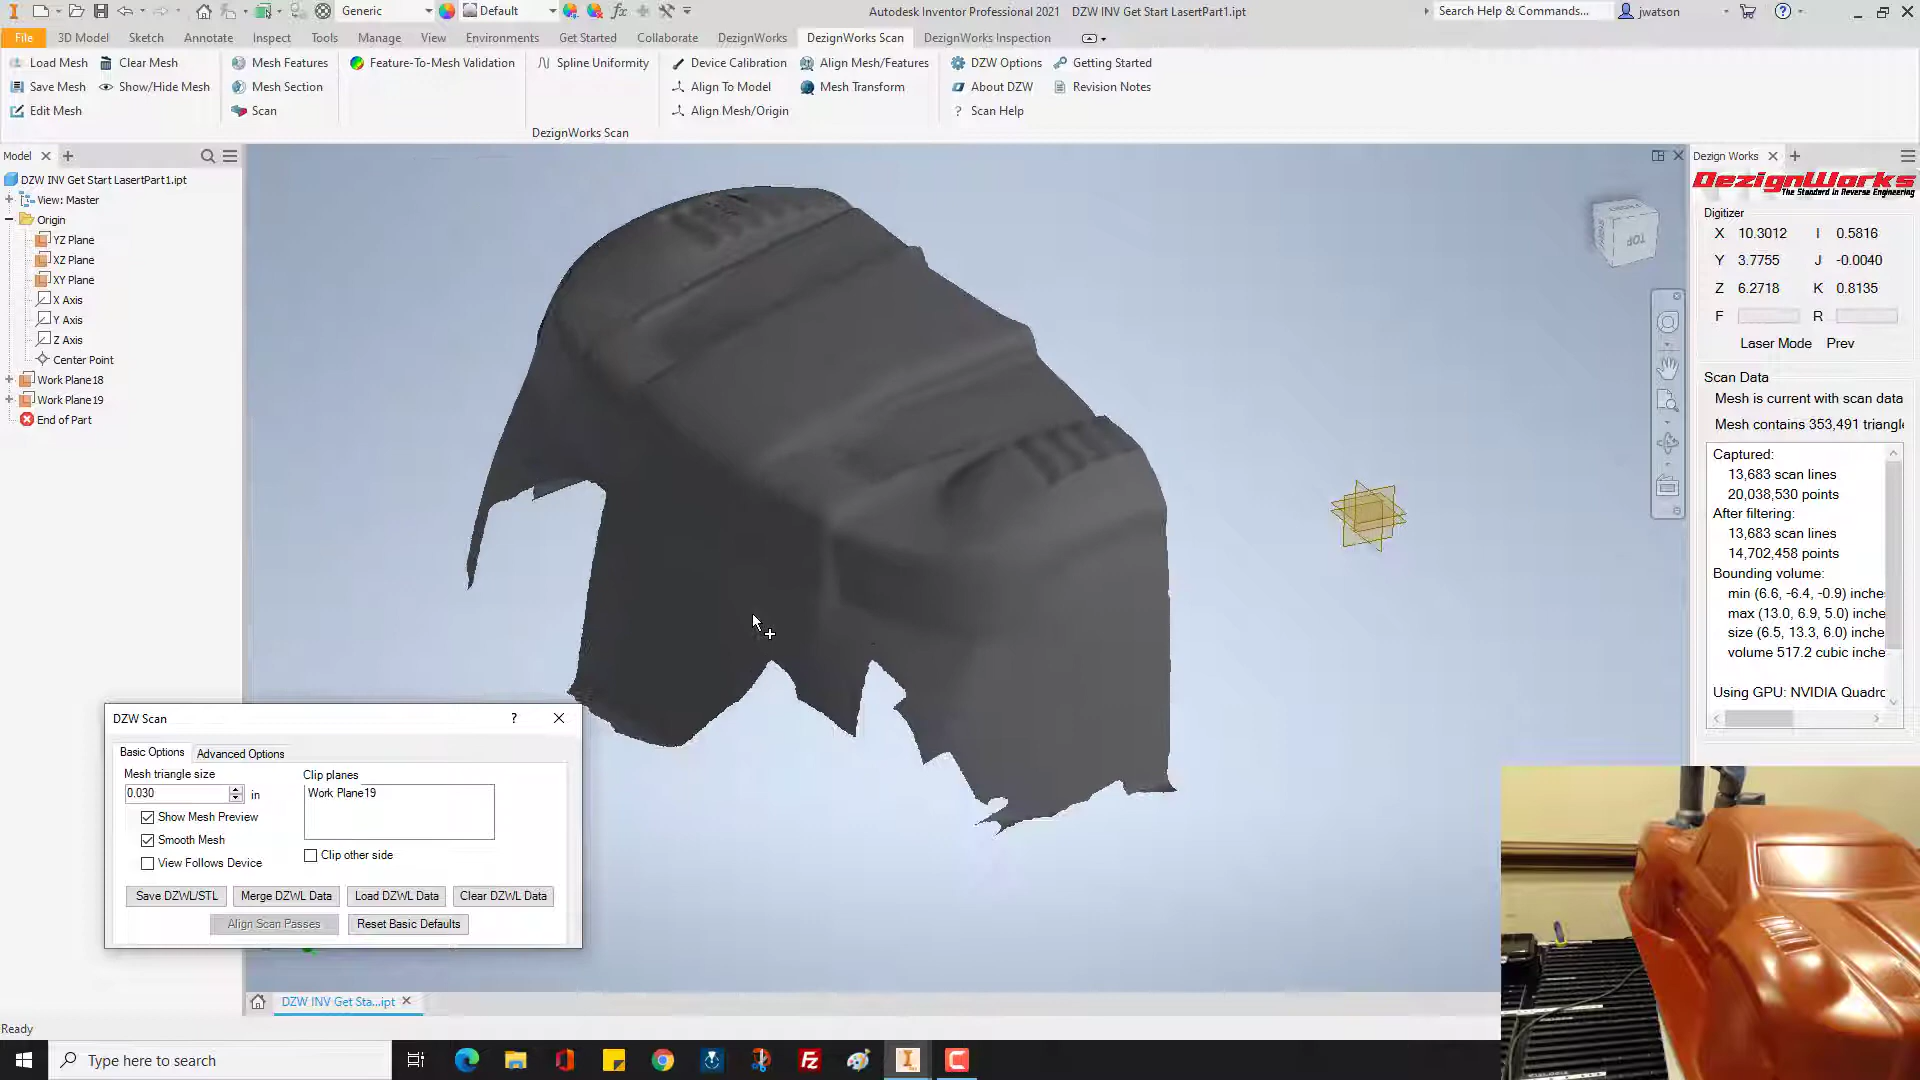 Generic
Default
Autodesk Inventor Professional 2021 DZW INV Get Start LasertPart1.ipt
Search Help & Commands...
jwatson
File
3D Model
Sketch
Annotate
Inspect
Tools
Manage
View
Environments
Get Started
Collaborate
DezignWorks
DezignWorks Scan
DezignWorks Inspection
Load Mesh
Clear Mesh
Save Mesh
Show/Hide Mesh
Edit Mesh
Mesh Features
Mesh Section
Scan
Feature-To-Mesh Validation
Spline Uniformity
Device Calibration
Align Mesh/Features
Align To Model
Mesh Transform
Align Mesh/Origin
DZW Options
Getting Started
About DZW
Revision Notes
Scan Help
DezignWorks Scan
Model
DZW INV Get Start LasertPart1.ipt
View: Master
Origin
YZ Plane
XZ Plane
XY Plane
X Axis
Y Axis
Z Axis
Center Point
Work Plane18
Work Plane19
End of Part
TOP
Dezign Works
DezignWorks
The Standard in Reverse Engineering
Digitizer
X 10.3012 I 0.5816
Y 3.7755 J -0.0040
Z 6.2718 K 0.8135
F R
Laser Mode Prev
Scan Data
Mesh is current with scan data
Mesh contains 353,491 triangle
Captured:
13,683 scan lines
20,038,530 points
After filtering:
13,683 scan lines
14,702,458 points
Bounding volume:
min (6.6, -6.4, -0.9) inche
max (13.0, 6.9, 5.0) inche
size (6.5, 13.3, 6.0) inche
volume 517.2 cubic inche
Using GPU: NVIDIA Quadro
DZW Scan
Basic Options
Advanced Options
Mesh triangle size
0.030 in
Show Mesh Preview
Smooth Mesh
View Follows Device
Clip planes
Work Plane19
Clip other side
Save DZWL/STL
Merge DZWL Data
Load DZWL Data
Clear DZWL Data
Align Scan Passes
Reset Basic Defaults
DZW INV Get Sta...ipt
Ready
Type here to search